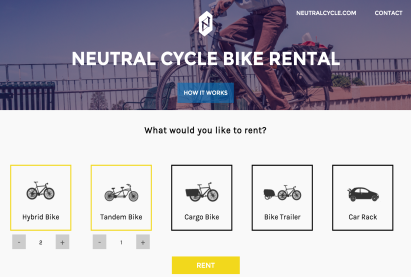 NEUTRALCYCLE.COM CONTACT
NEUTRAL CYCLE BIKE RENTAL
HOW IT WORKS
What would you like to rent?
Hybrid Bike Tandem Bike Cargo Bike Bike Trailer Car Rack
- 2 + - 1 +
RENT